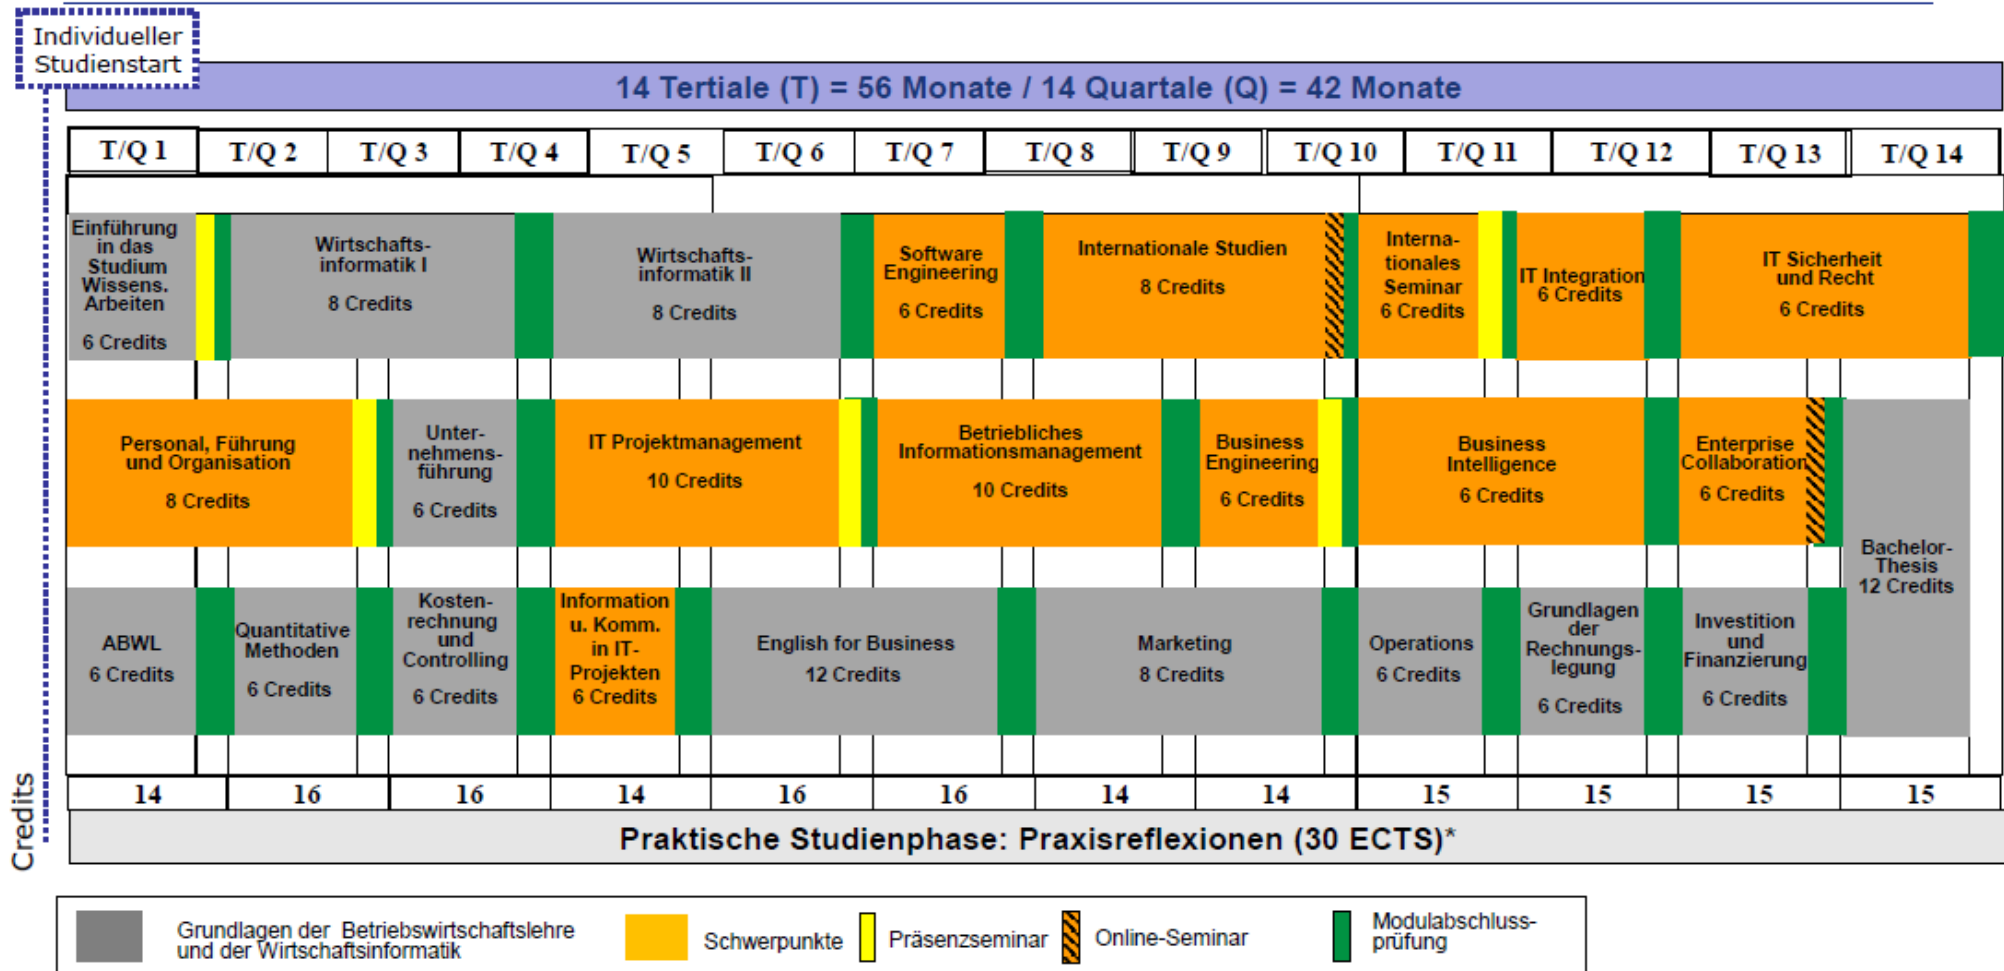 Individueller
Studienstart
14 Tertiale (T) = 56 Monate / 14 Quartale (Q) = 42 Monate
T/Q 1 T/Q 2 T/Q 3 T/Q 4 T/Q 5 T/Q 6 T/Q 7 T/Q 8 T/Q 9 T/Q 10 T/Q 11 T/Q 12 T/Q 13 T/Q 14
Einführung
in das
Studium
Wissens.
Arbeiten
6 Credits
Wirtschafts-
informatik I
8 Credits
Wirtschafts-
informatik II
8 Credits
Software
Engineering
6 Credits
Internationale Studien
8 Credits
Interna-
tionales
Seminar
6 Credits
IT Integration
6 Credits
IT Sicherheit
und Recht
6 Credits
Personal, Führung
und Organisation
8 Credits
Unter-
nehmens-
führung
6 Credits
IT Projektmanagement
10 Credits
Betriebliches
Informationsmanagement
10 Credits
Business
Engineering
6 Credits
Business
Intelligence
6 Credits
Enterprise
Collaboration
6 Credits
Bachelor-
Thesis
12 Credits
ABWL
6 Credits
Quantitative
Methoden
6 Credits
Kosten-
rechnung
und
Controlling
6 Credits
Information
u. Komm.
in IT-
Projekten
6 Credits
English for Business
12 Credits
Marketing
8 Credits
Operations
6 Credits
Grundlagen
der
Rechnungs-
legung
6 Credits
Investition
und
Finanzierung
6 Credits
Credits
14 16 16 14 16 16 14 14 15 15 15 15
Praktische Studienphase: Praxisreflexionen (30 ECTS)*
Grundlagen der Betriebswirtschaftslehre
und der Wirtschaftsinformatik
Schwerpunkte
Präsenzseminar
Online-Seminar
Modulabschluss-
prüfung